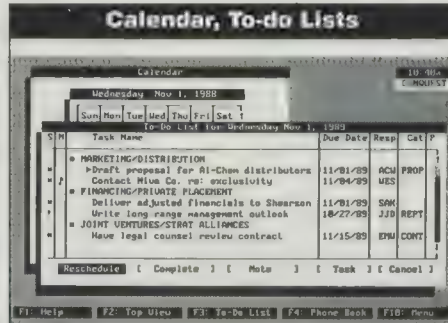 Calendar, To-do Lists
Calendar 10:40a
Wednesday Nov 1, 1988
Sun Mon Tue Wed Thu Fri Sat
To-Do List for Wednesday Nov 1, 1989
S N Task Name Due Date Resp Cat P
MARKETING/DISTRIBUTION
Draft proposal for Al-Chem distributors 11/01/89 ACW PROP
Contact Miwa Co. re: exclusivity 11/04/89 WES
FINANCING/PRIVATE PLACEMENT
Deliver adjusted financials to Shearson 11/01/89 SAK
Write long range management outlook 10/27/89 JJD REPT
JOINT VENTURES/STRAT ALLIANCES
Have legal counsel review contract 11/15/89 EMW CONT
Reschedule [ Complete ] [ Note ] [ Task ] [ Cancel ]
F1: Help F2: Top View F3: To-Do List F4: Phone Book F10: Menu